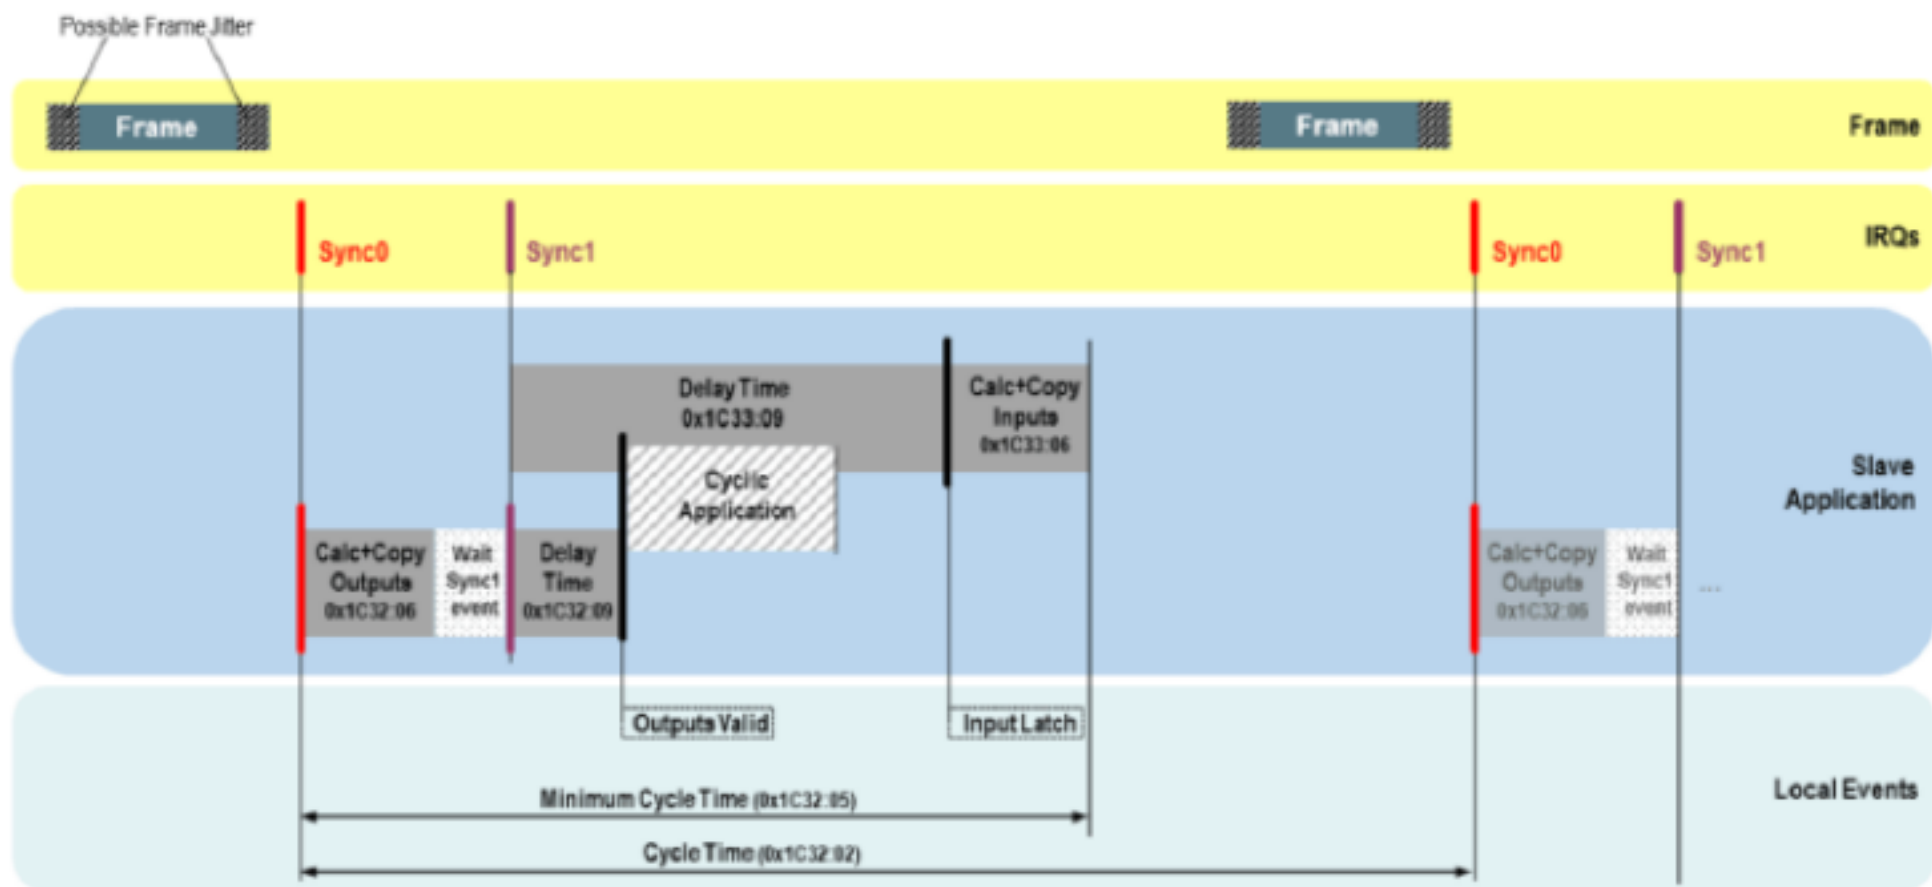 Possible Frame Jitter
Frame
Frame
Frame
Sync0
Sync1
Sync0
Sync1
IRQs
Delay Time
0x1C33:09
Calc+Copy
Inputs
0x1C33:06
Cyclic
Application
Slave
Application
Calc+Copy
Outputs
0x1C32:06
Wait
Sync1
event
Delay
Time
0x1C32:09
Calc+Copy
Outputs
0x1C32:06
Wait
Sync1
event
...
Outputs Valid
Input Latch
Local Events
Minimum Cycle Time (0x1C32:05)
Cycle Time (0x1C32:02)